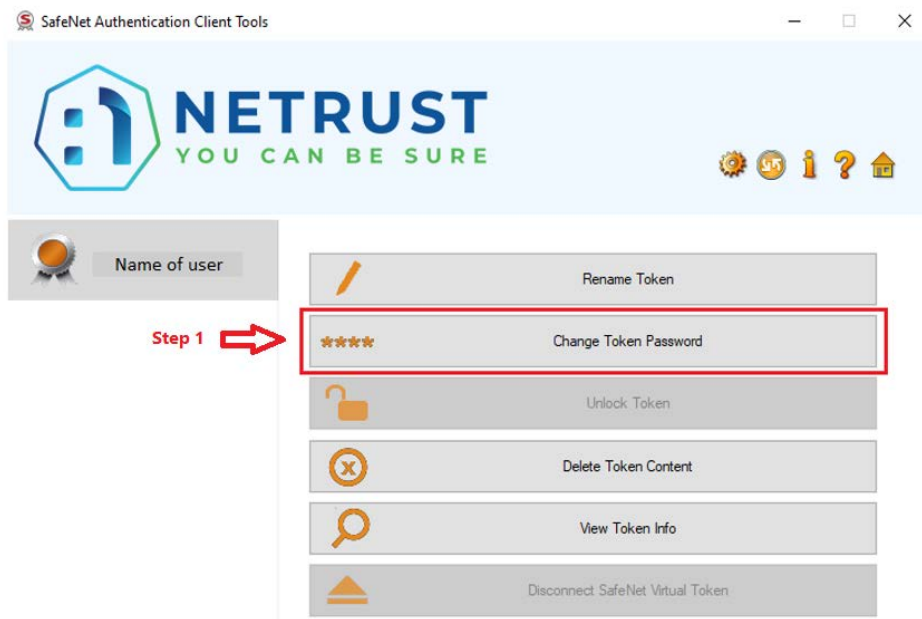 SafeNet Authentication Client Tools
NETRUST
YOU CAN BE SURE
Name of user
Rename Token
Step 1
****
Change Token Password
Unlock Token
Delete Token Content
View Token Info
Disconnect SafeNet Virtual Token